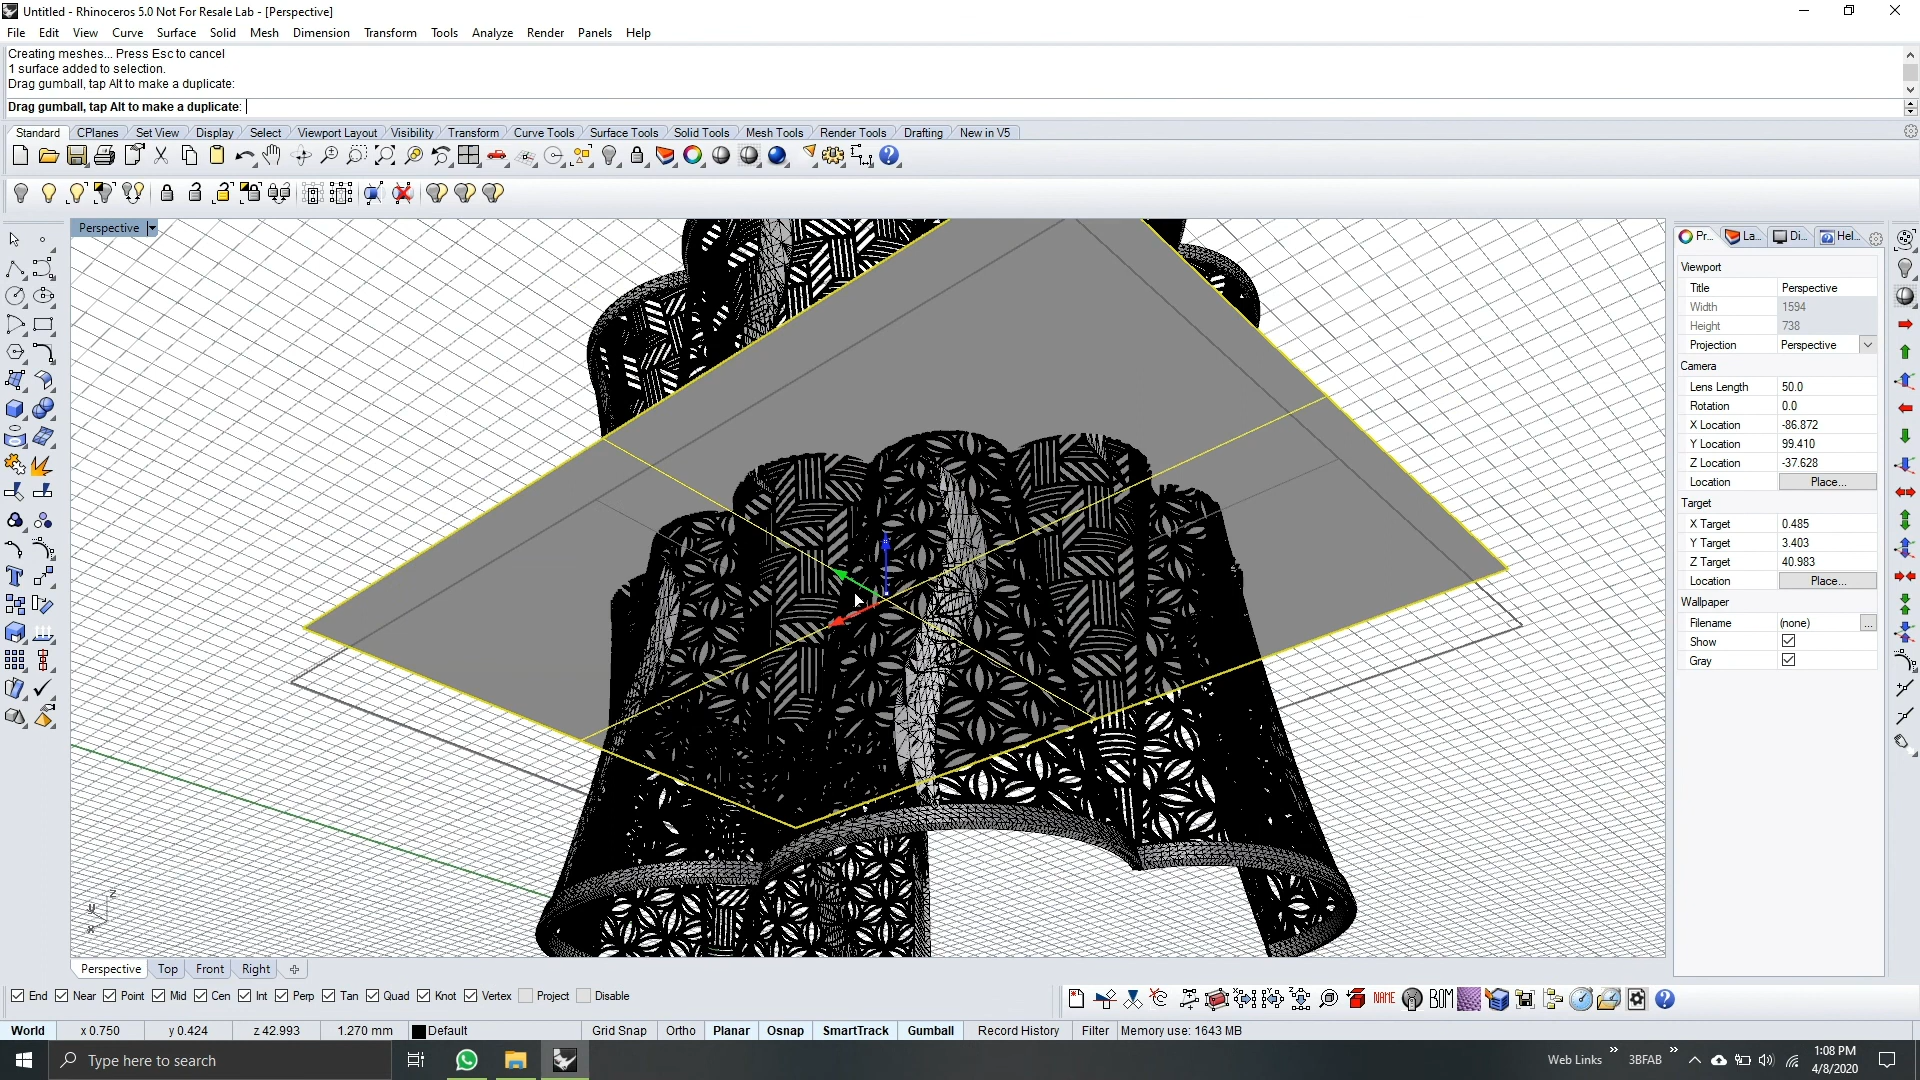 Untitled - Rhinoceros 5.0 Not For Resale Lab - [Perspective]
File Edit View Curve Surface Solid Mesh Dimension Transform Tools Analyze Render Panels Help
Creating meshes... Press Esc to cancel
1 surface added to selection.
Drag gumball, tap Alt to make a duplicate:
Drag gumball, tap Alt to make a duplicate:
Standard CPlanes Set View Display Select Viewport Layout Visibility Transform Curve Tools Surface Tools Solid Tools Mesh Tools Render Tools Drafting New in V5
Perspective
Pr... La... Di... Hel...
Viewport
Title Perspective
Width 1594
Height 738
Projection Perspective
Camera
Lens Length 50.0
Rotation 0.0
X Location -86.872
Y Location 99.410
Z Location -37.628
Location Place...
Target
X Target 0.485
Y Target 3.403
Z Target 40.983
Location Place...
Wallpaper
Filename (none) ...
Show
Gray
z
y
x
Perspective Top Front Right
End Near Point Mid Cen Int Perp Tan Quad Knot Vertex Project Disable
NAME BOM
World x 0.750 y 0.424 z 42.993 1.270 mm Default Grid Snap Ortho Planar Osnap SmartTrack Gumball Record History Filter Memory use: 1643 MB
Type here to search
Web Links » 3BFAB »
1:08 PM
4/8/2020